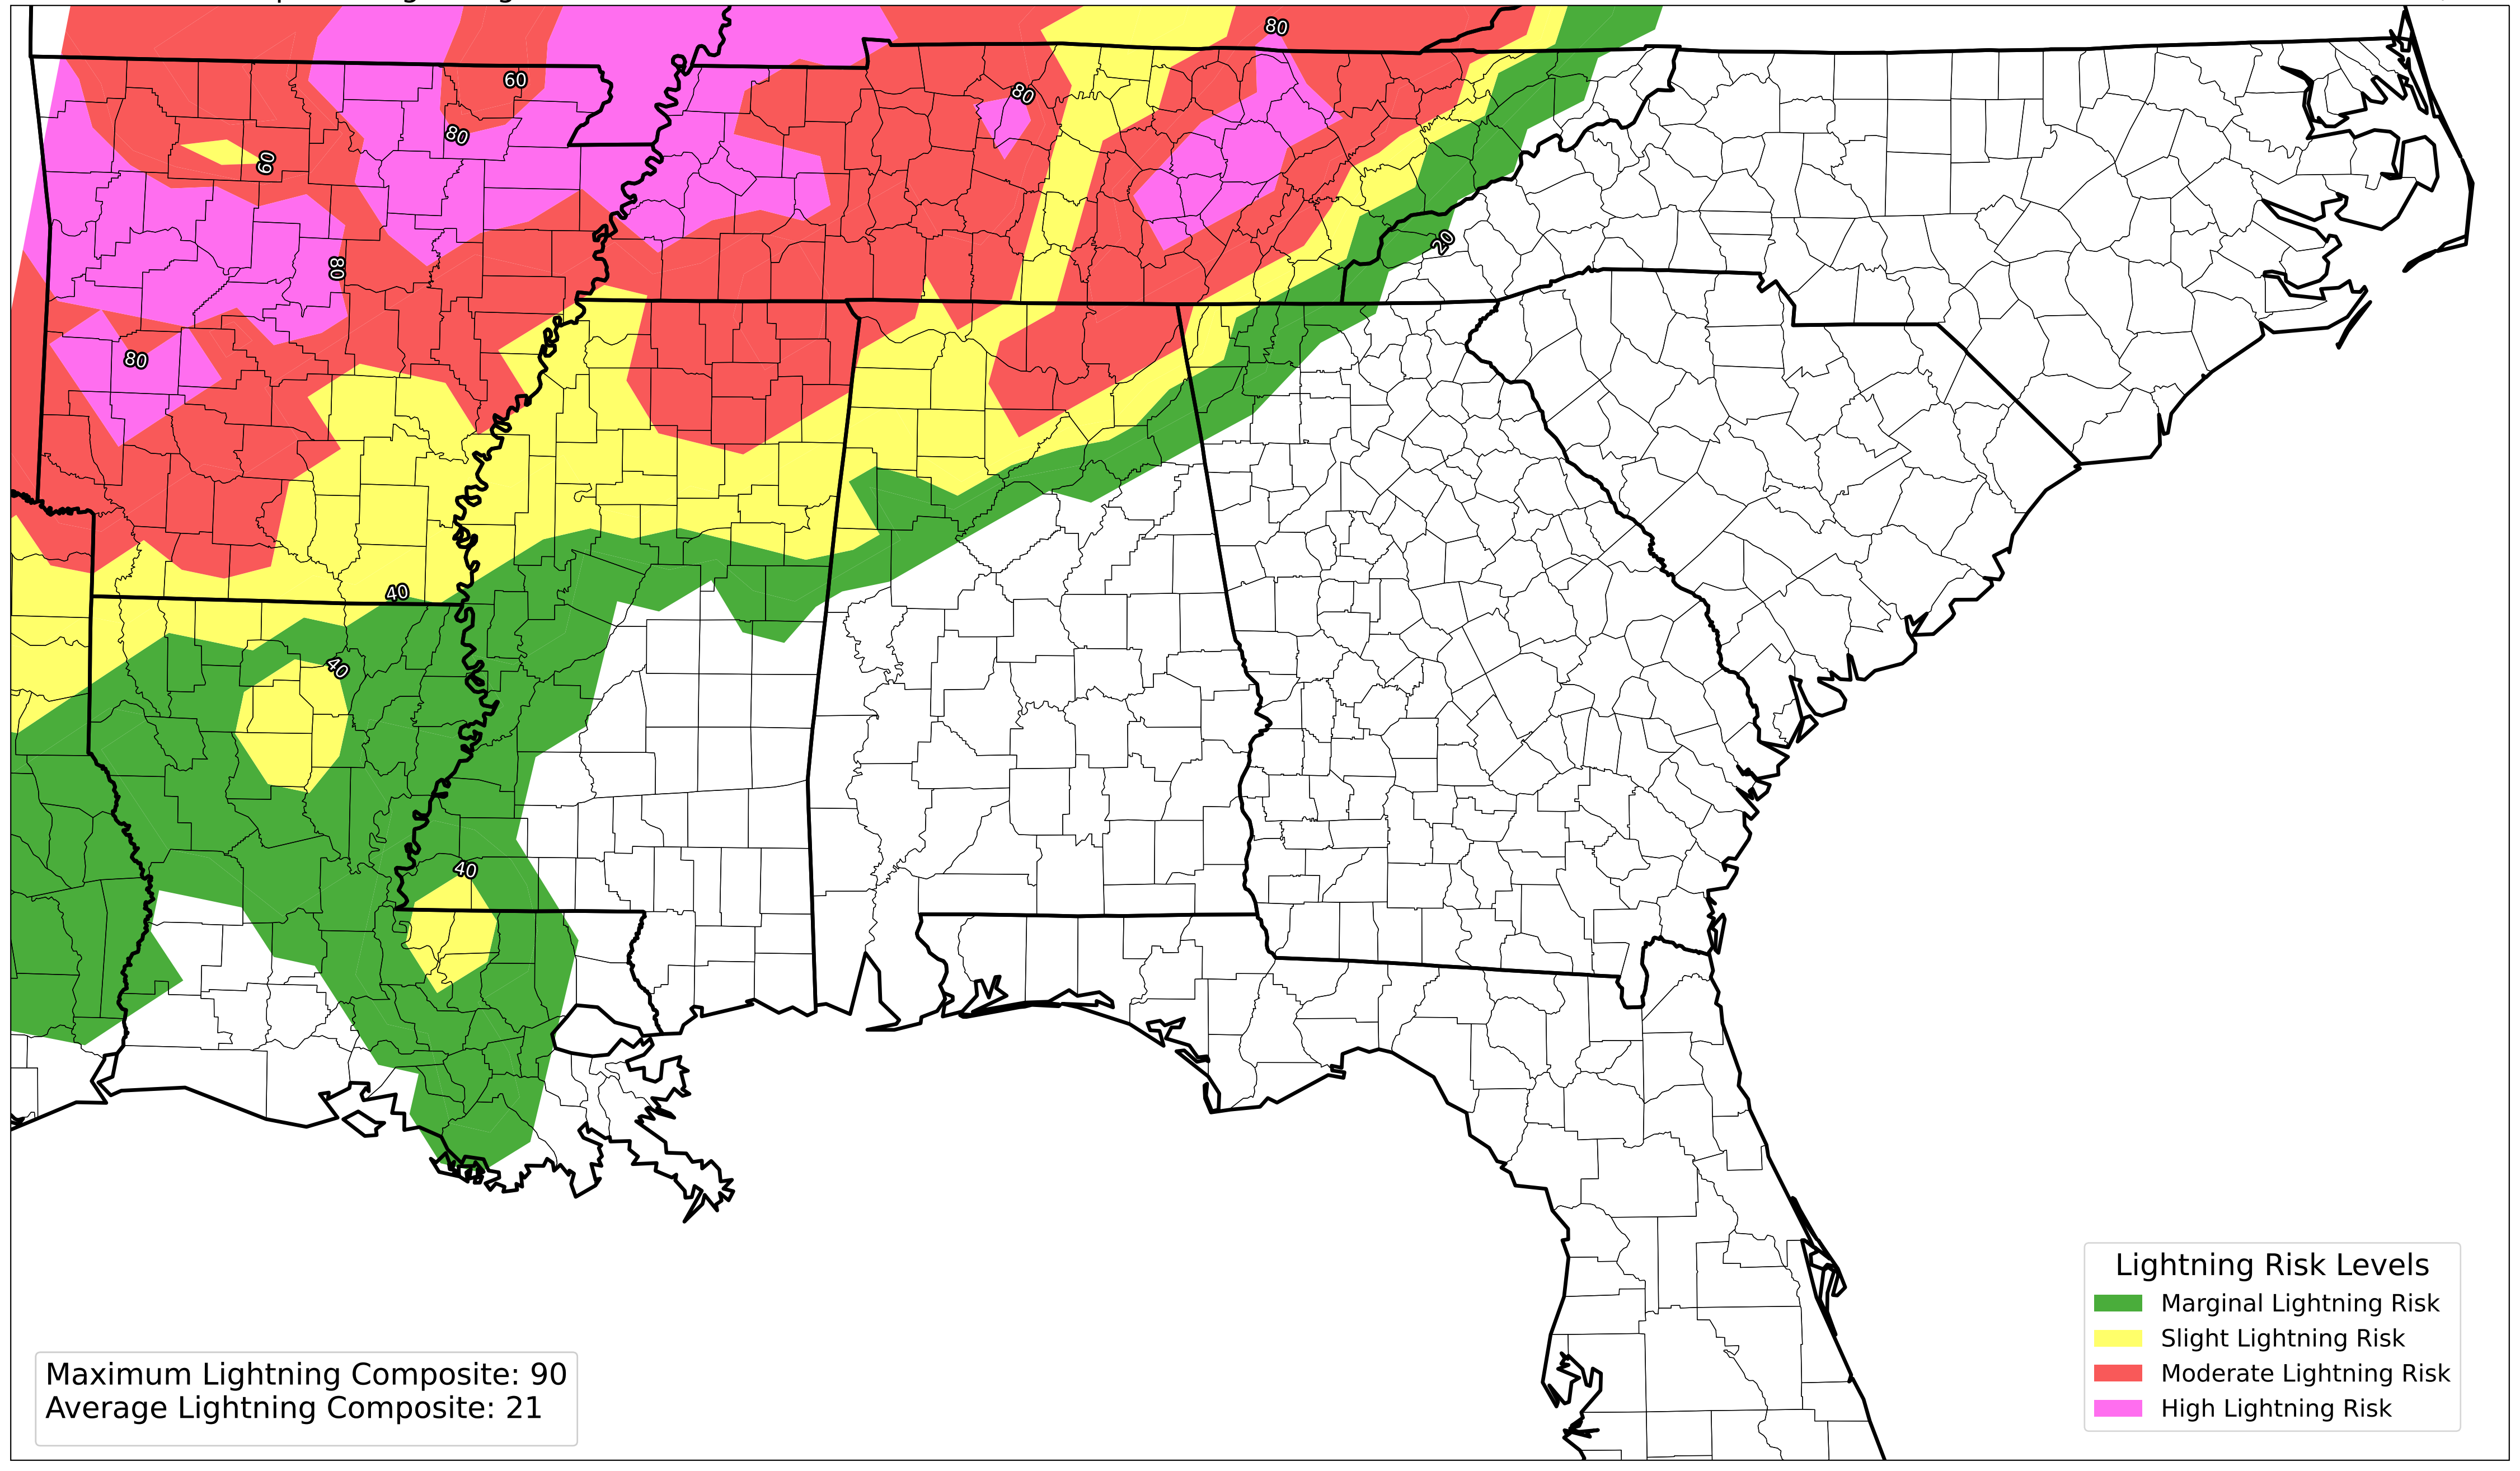 80
80
60
80
60
20
80
80
40
40
40
Lightning Risk Levels
Marginal Lightning Risk
Slight Lightning Risk
Moderate Lightning Risk
High Lightning Risk
Maximum Lightning Composite: 90
Average Lightning Composite: 21